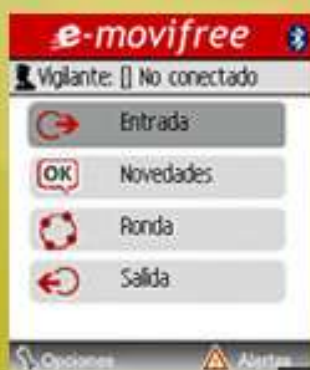 e-movifree
Vigilante: [] No conectado
Entrada
OK Novedades
Ronda
Salida
Opciones Alertas